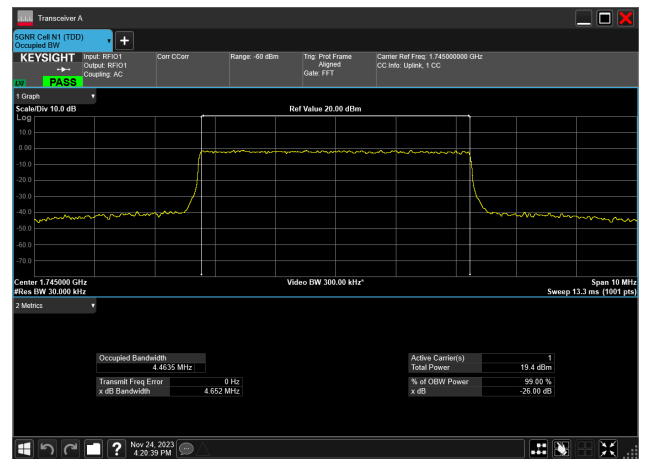 Transceiver A
5GNR Cell N1 (TDD)
Occupied BW
KEYSIGHT
Input: RFIO1
Output: RFIO1
Coupling: AC
Corr CCorr
Range: -60 dBm
Trig: Prot Frame
Aligned
Gate: FFT
Carrier Ref Freq: 1.745000000 GHz
CC Info: Uplink, 1 CC
PASS
1 Graph
Scale/Div 10.0 dB
Ref Value 20.00 dBm
Log
10.0
0.00
-10.0
-20.0
-30.0
-40.0
-50.0
-60.0
-70.0
Center 1.745000 GHz
Video BW 300.00 kHz*
Span 10 MHz
#Res BW 30.000 kHz
Sweep 13.3 ms (1001 pts)
2 Metrics
Occupied Bandwidth
4.4635 MHz
Active Carrier(s) 1
Total Power 19.4 dBm
Transmit Freq Error 0 Hz
x dB Bandwidth 4.652 MHz
% of OBW Power 99.00 %
x dB -26.00 dB
Nov 24, 2023
4:20:39 PM